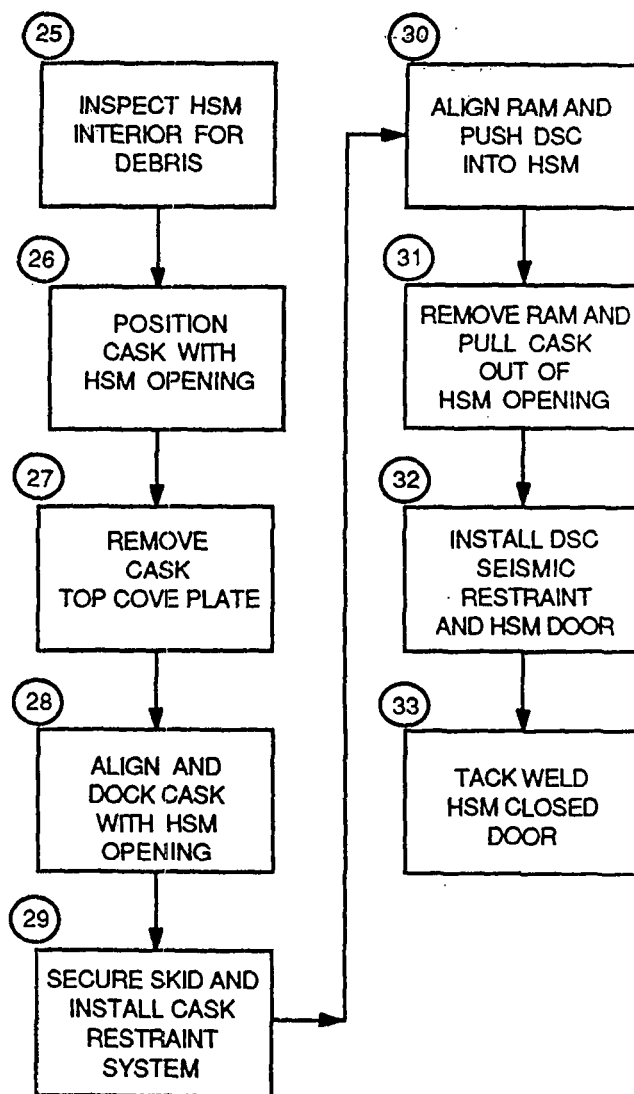 25
INSPECT HSM
INTERIOR FOR
DEBRIS
26
POSITION
CASK WITH
HSM OPENING
27
REMOVE
CASK
TOP COVE PLATE
28
ALIGN AND
DOCK CASK
WITH HSM
OPENING
29
SECURE SKID AND
INSTALL CASK
RESTRAINT
SYSTEM
30
ALIGN RAM AND
PUSH DSC
INTO HSM
31
REMOVE RAM AND
PULL CASK
OUT OF
HSM OPENING
32
INSTALL DSC
SEISMIC
RESTRAINT
AND HSM DOOR
33
TACK WELD
HSM CLOSED
DOOR